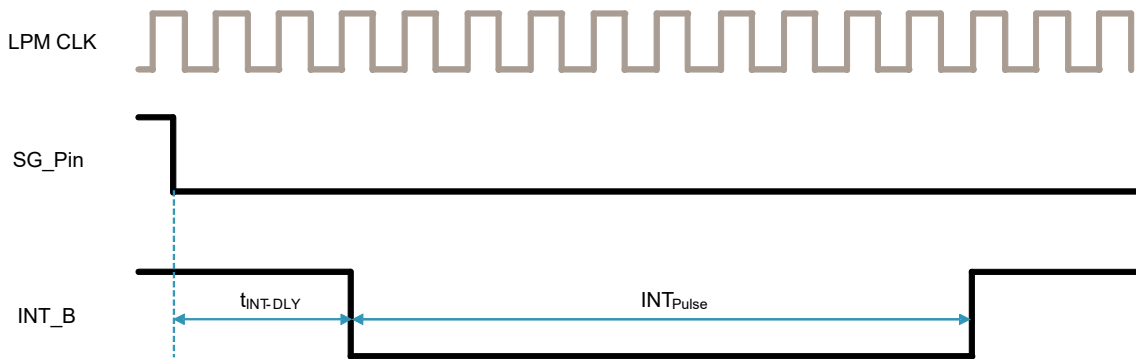 LPM CLK
SG_Pin
INT_B
tINT-DLY
INTPulse